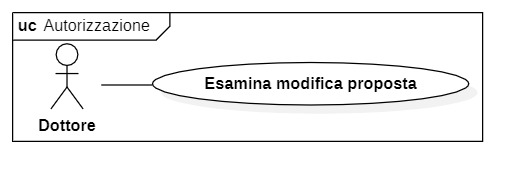 uc Autorizzazione
Esamina modifica proposta
Dottore